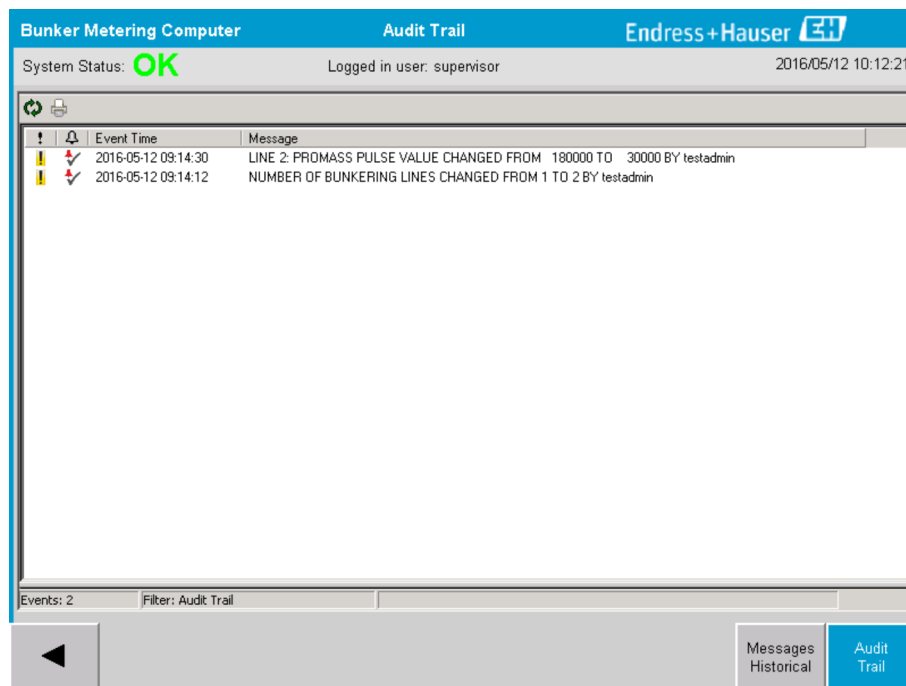 Bunker Metering Computer Audit Trail Endress+Hauser EH
System Status: OK Logged in user: supervisor 2016/05/12 10:12:21
! Event Time Message
! 2016-05-12 09:14:30 LINE 2: PROMASS PULSE VALUE CHANGED FROM 180000 TO 30000 BY testadmin
! 2016-05-12 09:14:12 NUMBER OF BUNKERING LINES CHANGED FROM 1 TO 2 BY testadmin
Events: 2 Filter: Audit Trail
Messages Audit
Historical Trail